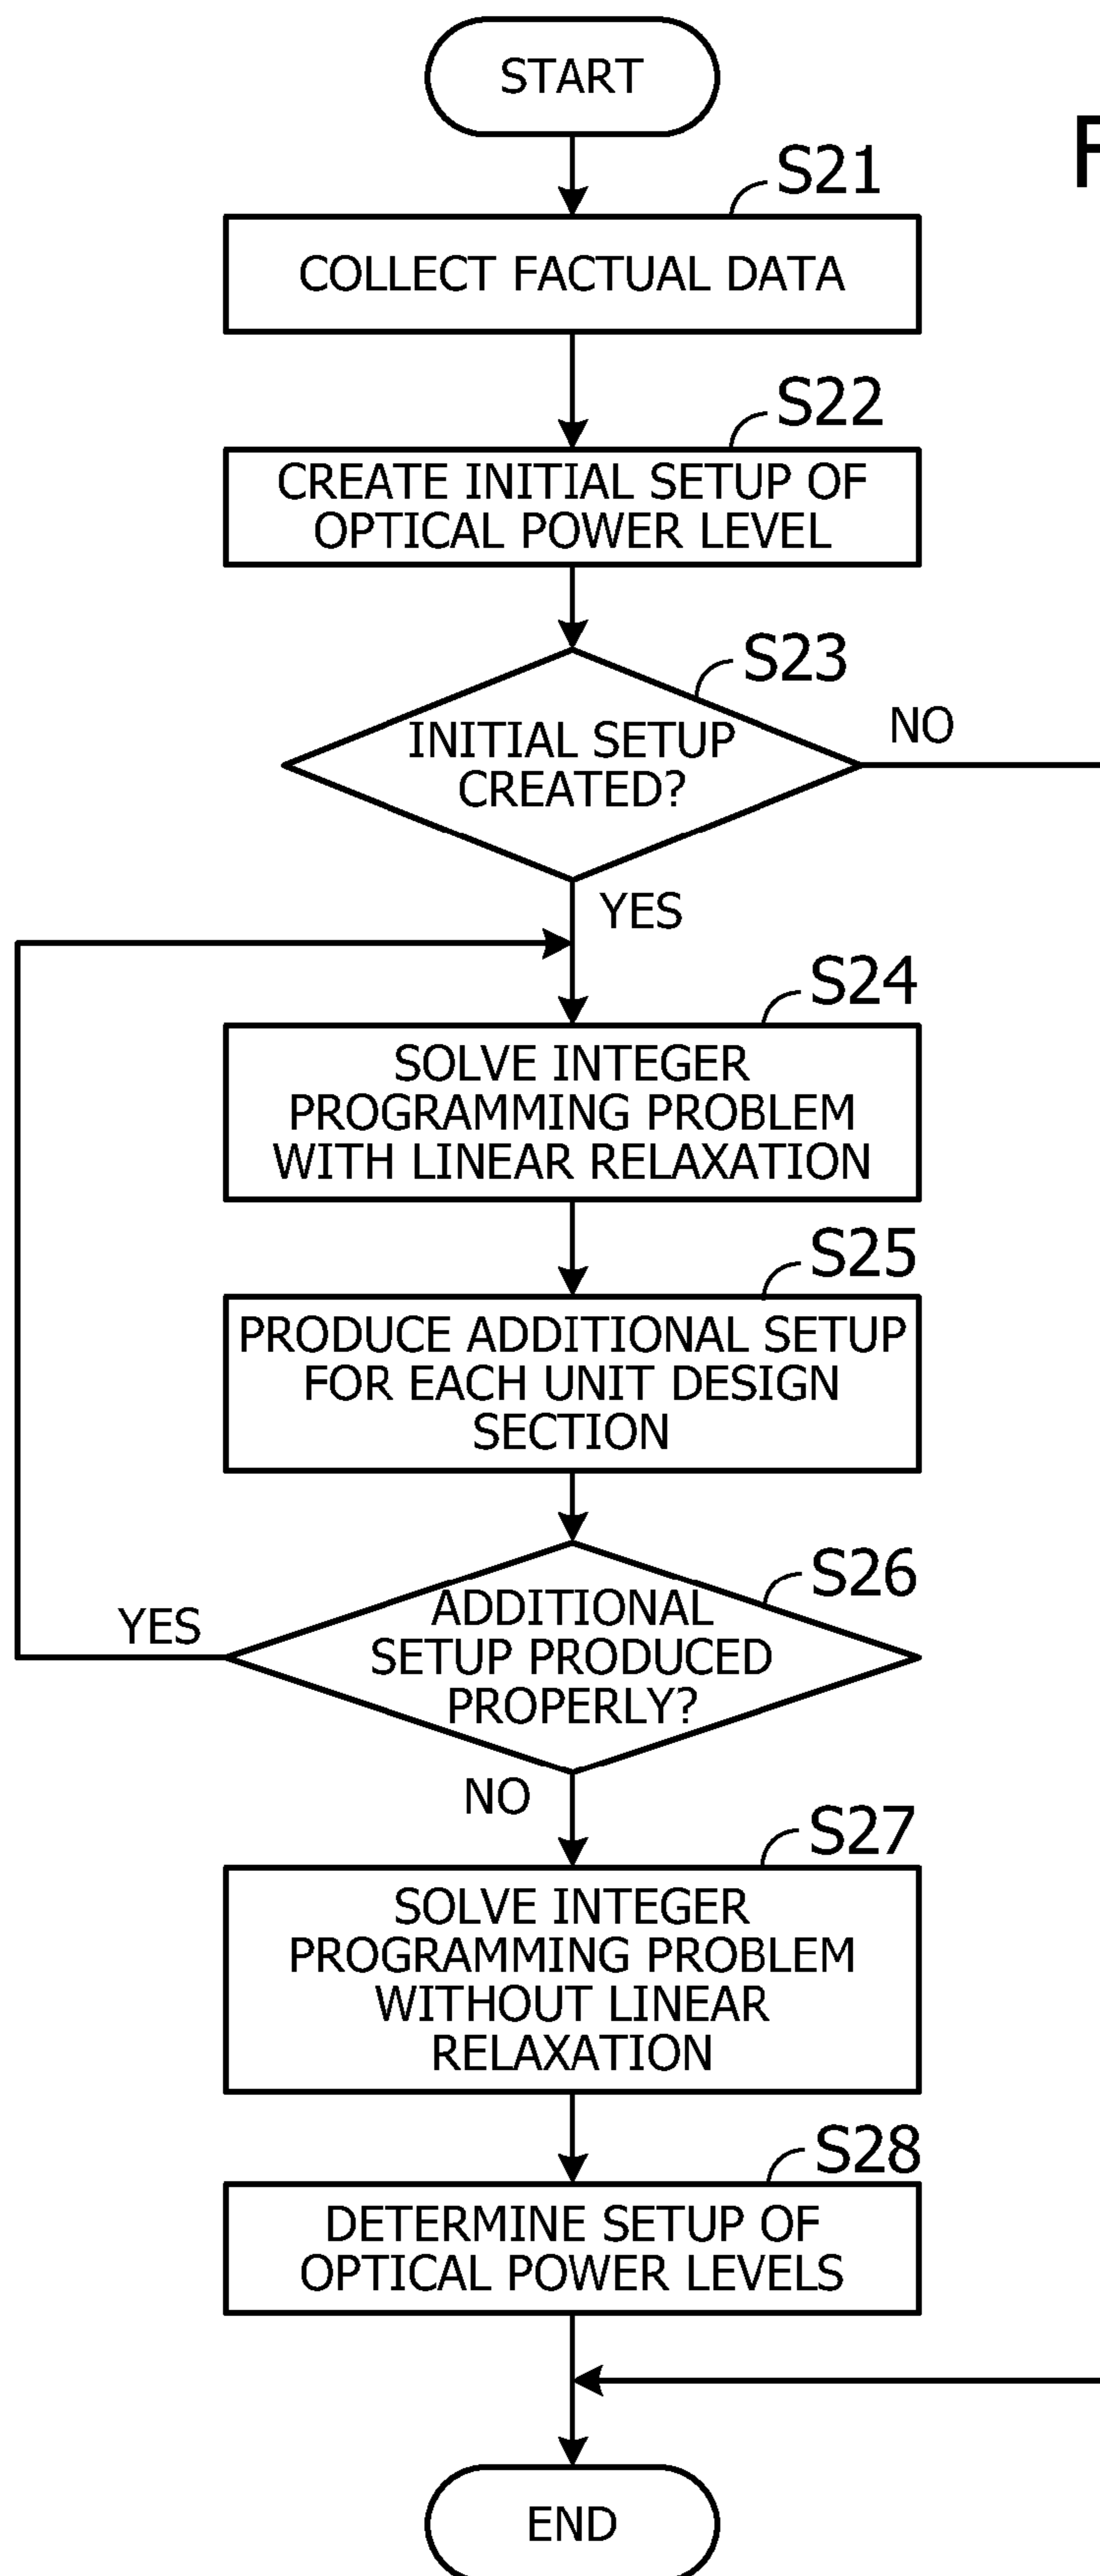 START
S21
F
COLLECT FACTUAL DATA
S22
CREATE INITIAL SETUP OF
OPTICAL POWER LEVEL
S23
INITIAL SETUP
CREATED?
NO
YES
S24
SOLVE INTEGER
PROGRAMMING PROBLEM
WITH LINEAR RELAXATION
S25
PRODUCE ADDITIONAL SETUP
FOR EACH UNIT DESIGN
SECTION
S26
ADDITIONAL
SETUP PRODUCED
PROPERLY?
YES
NO
S27
SOLVE INTEGER
PROGRAMMING PROBLEM
WITHOUT LINEAR
RELAXATION
S28
DETERMINE SETUP OF
OPTICAL POWER LEVELS
END